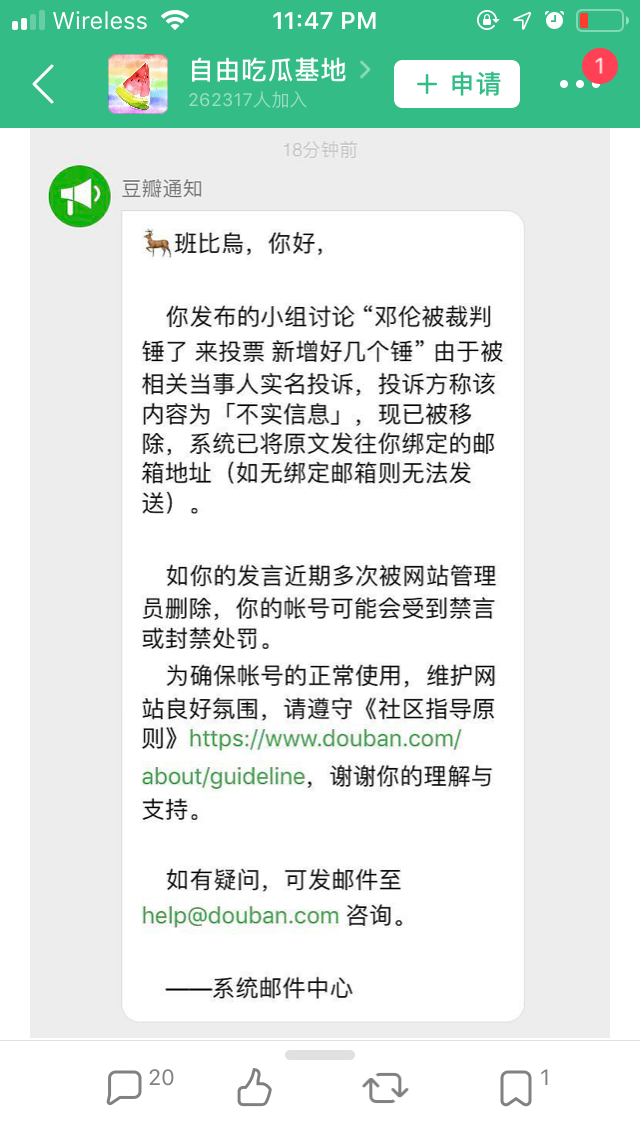 Wireless 11:47 PM
自由吃瓜基地
262317人加入
+ 申请
1
18分钟前
豆瓣通知
班比烏，你好，
你发布的小组讨论 “邓伦被裁判
锤了 来投票 新增好几个锤” 由于被
相关当事人实名投诉，投诉方称该
内容为「不实信息」，现已被移
除，系统已将原文发往你绑定的邮
箱地址（如无绑定邮箱则无法发
送）。
如你的发言近期多次被网站管理
员删除，你的帐号可能会受到禁言
或封禁处罚。
为确保帐号的正常使用，维护网
站良好氛围，请遵守《社区指导原
则》https://www.douban.com/
about/guideline，谢谢你的理解与
支持。
如有疑问，可发邮件至
help@douban.com 咨询。
——系统邮件中心
20
1